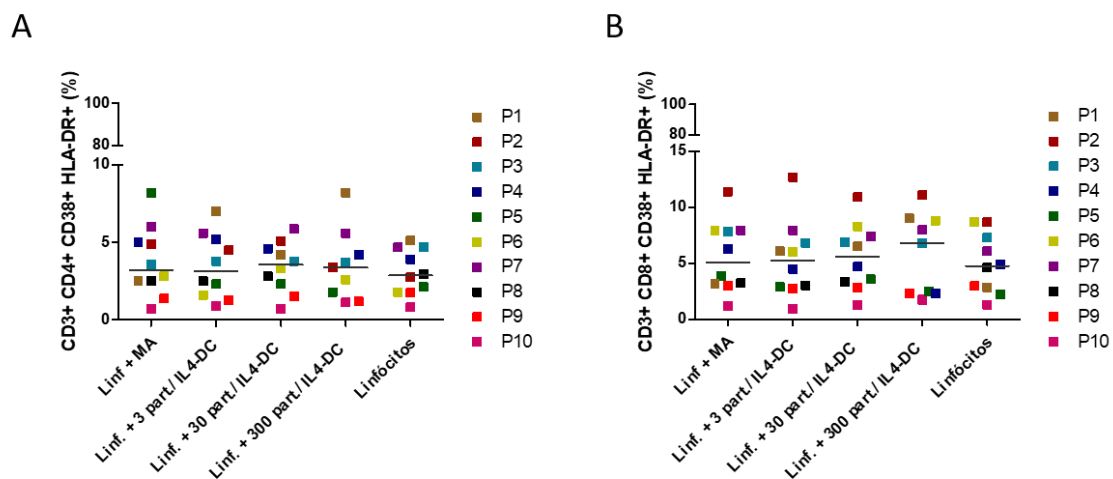 A
CD3+ CD4+ CD38+ HLA-DR+ (%)
100
80
10
5
0
Linf + MA
Linf. + 3 part./ IL4-DC
Linf. + 30 part./ IL4-DC
Linf. + 300 part./ IL4-DC
Linfócitos
P1
P2
P3
P4
P5
P6
P7
P8
P9
P10
B
CD3+ CD8+ CD38+ HLA-DR+ (%)
100
80
15
10
5
0
Linf + MA
Linf. + 3 part./ IL4-DC
Linf. + 30 part./ IL4-DC
Linf. + 300 part./ IL4-DC
Linfócitos
P1
P2
P3
P4
P5
P6
P7
P8
P9
P10